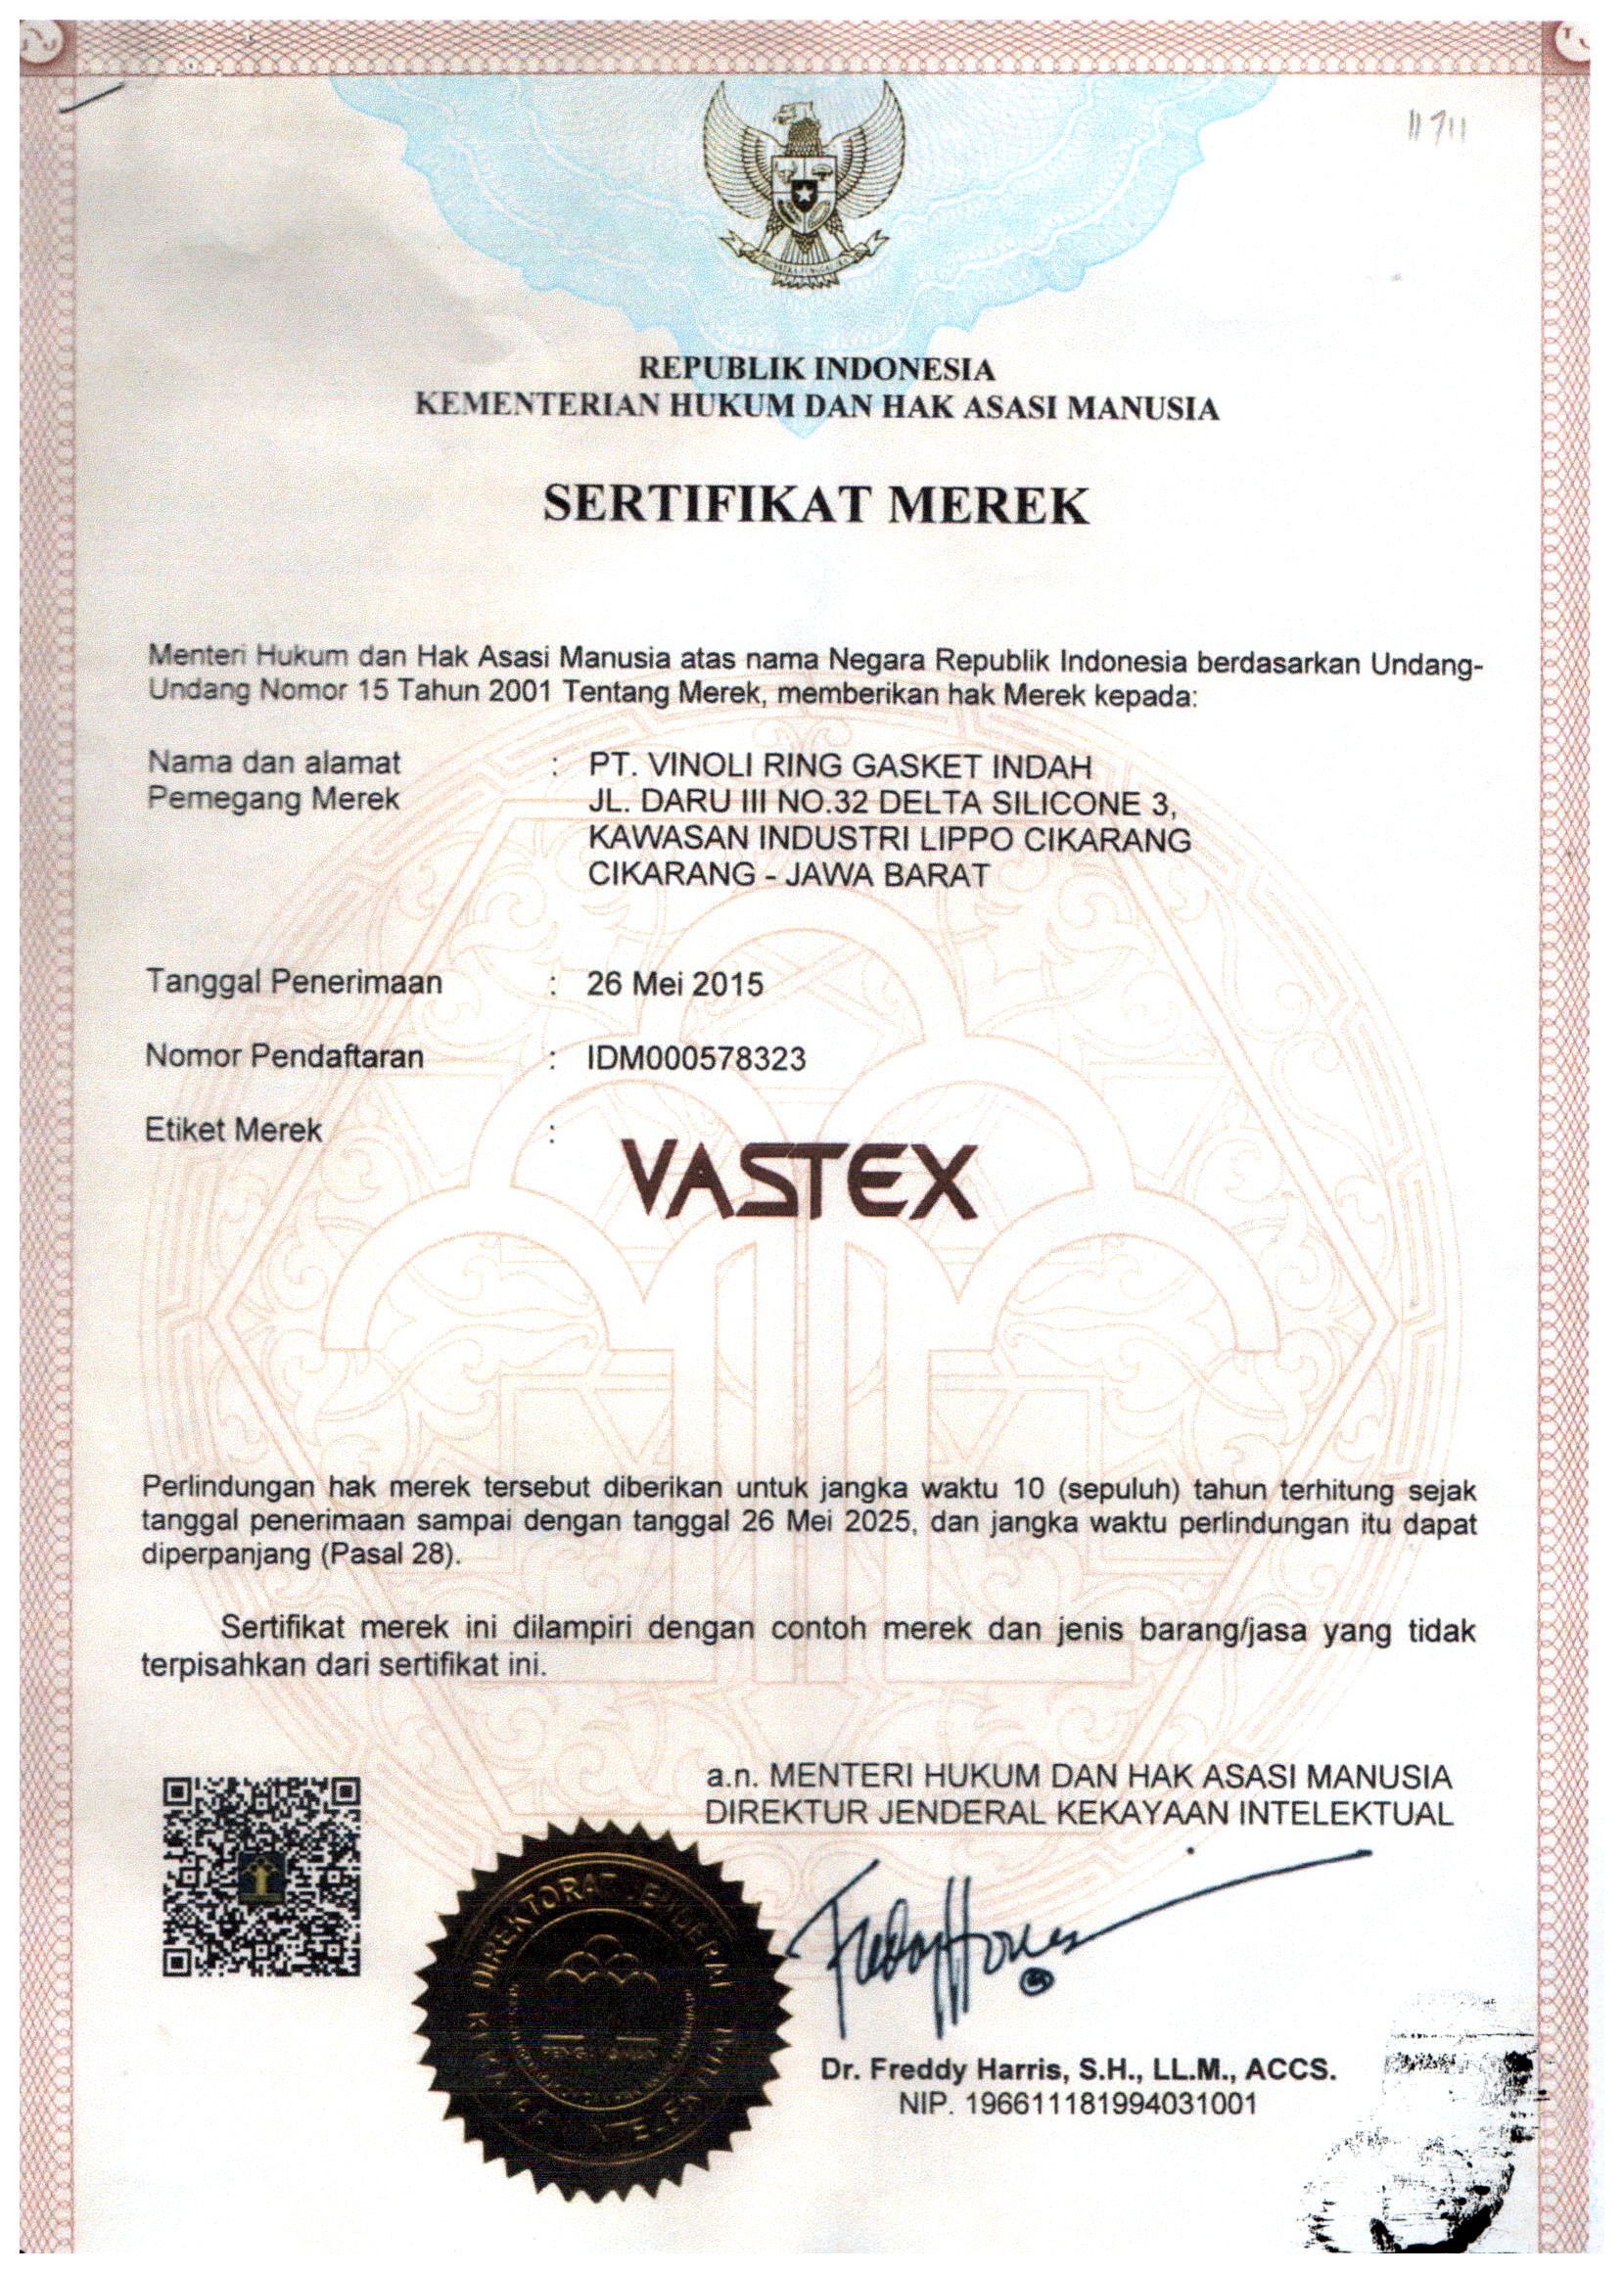 11711
REPUBLIK INDONESIA
KEMENTERIAN HUKUM DAN HAK ASASI MANUSIA
SERTIFIKAT MEREK
Menteri Hukum dan Hak Asasi Manusia atas nama Negara Republik Indonesia berdasarkan Undang-
Undang Nomor 15 Tahun 2001 Tentang Merek, memberikan hak Merek kepada:
Nama dan alamat : PT. VINOLI RING GASKET INDAH
Pemegang Merek JL. DARU III NO.32 DELTA SILICONE 3,
KAWASAN INDUSTRI LIPPO CIKARANG
CIKARANG - JAWA BARAT
Tanggal Penerimaan : 26 Mei 2015
Nomor Pendaftaran : IDM000578323
Etiket Merek :
VASTEX
Perlindungan hak merek tersebut diberikan untuk jangka waktu 10 (sepuluh) tahun terhitung sejak
tanggal penerimaan sampai dengan tanggal 26 Mei 2025, dan jangka waktu perlindungan itu dapat
diperpanjang (Pasal 28).
Sertifikat merek ini dilampiri dengan contoh merek dan jenis barang/jasa yang tidak
terpisahkan dari sertifikat ini.
a.n. MENTERI HUKUM DAN HAK ASASI MANUSIA
DIREKTUR JENDERAL KEKAYAAN INTELEKTUAL
Dr. Freddy Harris, S.H., LL.M., ACCS.
NIP. 196611181994031001